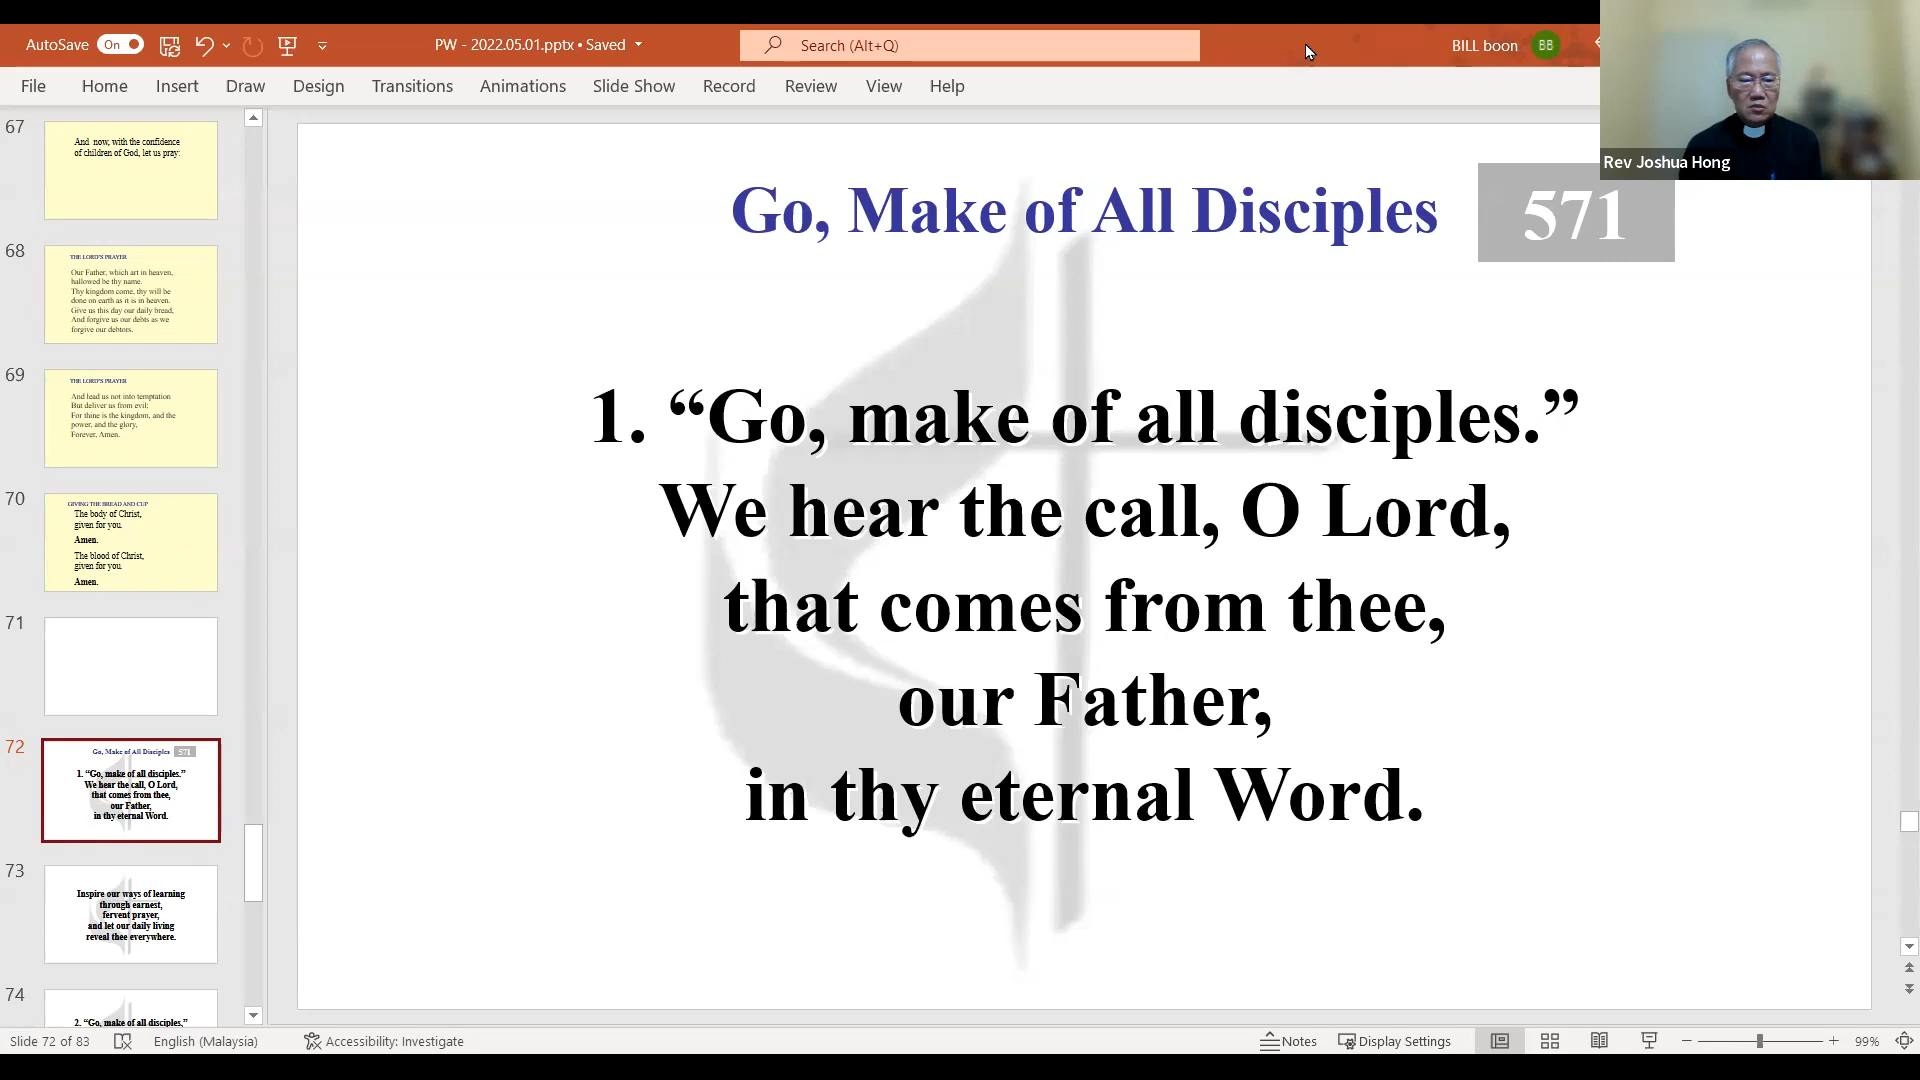 AutoSave On
PW - 2022.05.01.pptx • Saved
Search (Alt+Q)
BILL boon BB
File Home Insert Draw Design Transitions Animations Slide Show Record Review View Help
Rev Joshua Hong
67
And now, with the confidence
of children of God, let us pray:
68
THE LORD'S PRAYER
Our Father, which art in heaven,
hallowed be thy name.
Thy kingdom come, thy will be
done on earth as it is in heaven.
Give us this day our daily bread,
And forgive us our debts as we
forgive our debtors.
69
THE LORD'S PRAYER
And lead us not into temptation
But deliver us from evil;
For thine is the kingdom, and the
power, and the glory,
Forever, Amen.
70
GIVING THE BREAD AND CUP
The body of Christ,
given for you.
Amen.
The blood of Christ,
given for you.
Amen.
71
72
Go, Make of All Disciples 571
1. “Go, make of all disciples.”
We hear the call, O Lord,
that comes from thee,
our Father,
in thy eternal Word.
73
Inspire our ways of learning
through earnest,
fervent prayer,
and let our daily living
reveal thee everywhere.
74
2. “Go, make of all disciples,”
Go, Make of All Disciples 571
1. “Go, make of all disciples.”
We hear the call, O Lord,
that comes from thee,
our Father,
in thy eternal Word.
Slide 72 of 83 English (Malaysia) Accessibility: Investigate Notes Display Settings 99%